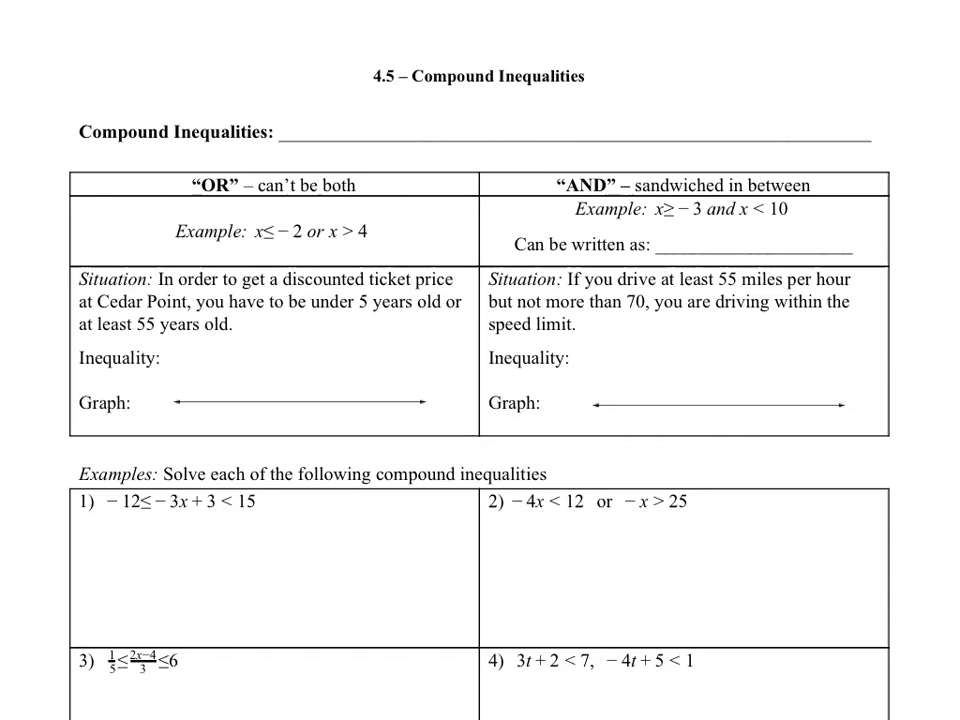 4.5 – Compound Inequalities
Compound Inequalities: _______________________________________________________________
“OR” – can’t be both
“AND” – sandwiched in between
Example: x≤ − 2 or x > 4
Example: x≥ − 3 and x < 10
Can be written as: _____________________
Situation: In order to get a discounted ticket price
at Cedar Point, you have to be under 5 years old or
at least 55 years old.
Inequality:
Graph:
Situation: If you drive at least 55 miles per hour
but not more than 70, you are driving within the
speed limit.
Inequality:
Graph:
Examples: Solve each of the following compound inequalities
1) − 12≤ − 3x + 3 < 15
2) − 4x < 12 or − x > 25
3) 1/5≤(2x−4)/3≤6
4) 3t + 2 < 7, − 4t + 5 < 1